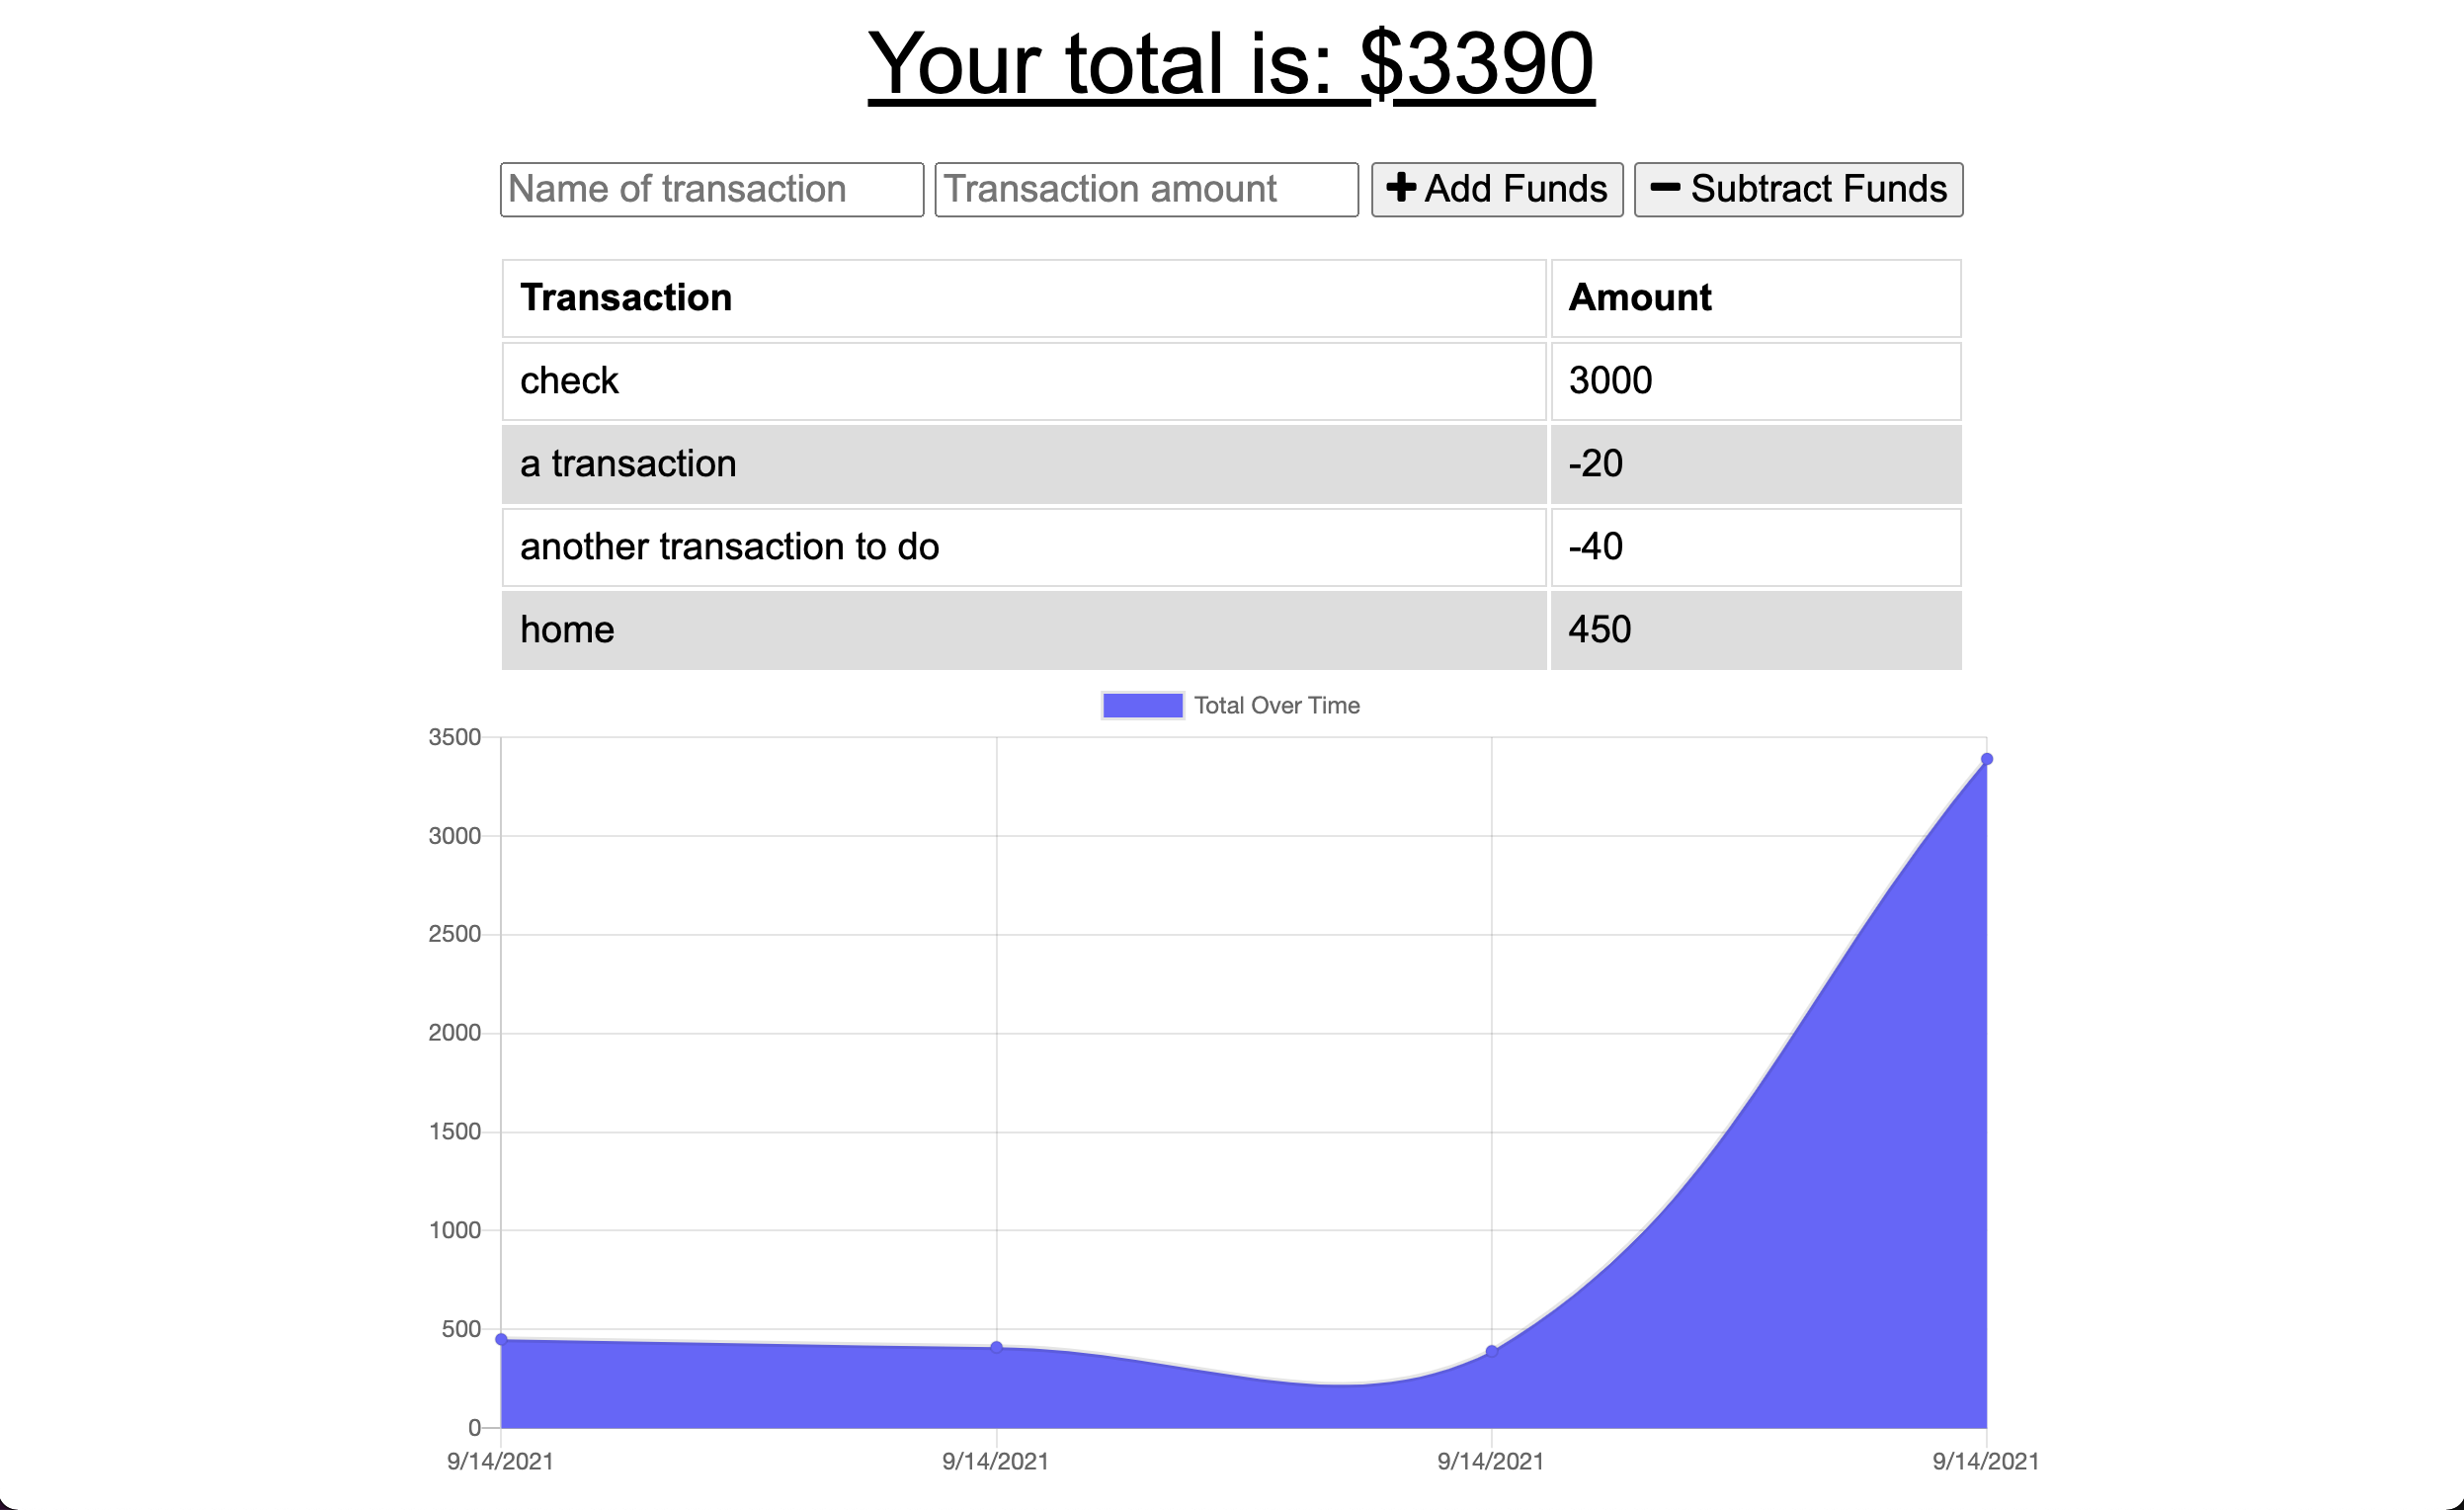 Your total is: $3390
Name of transaction Transaction amount Add Funds Subtract Funds
Transaction Amount
check 3000
a transaction -20
another transaction to do -40
home 450
Total Over Time
3500
3000
2500
2000
1500
1000
500
0
9/14/2021 9/14/2021 9/14/2021 9/14/2021